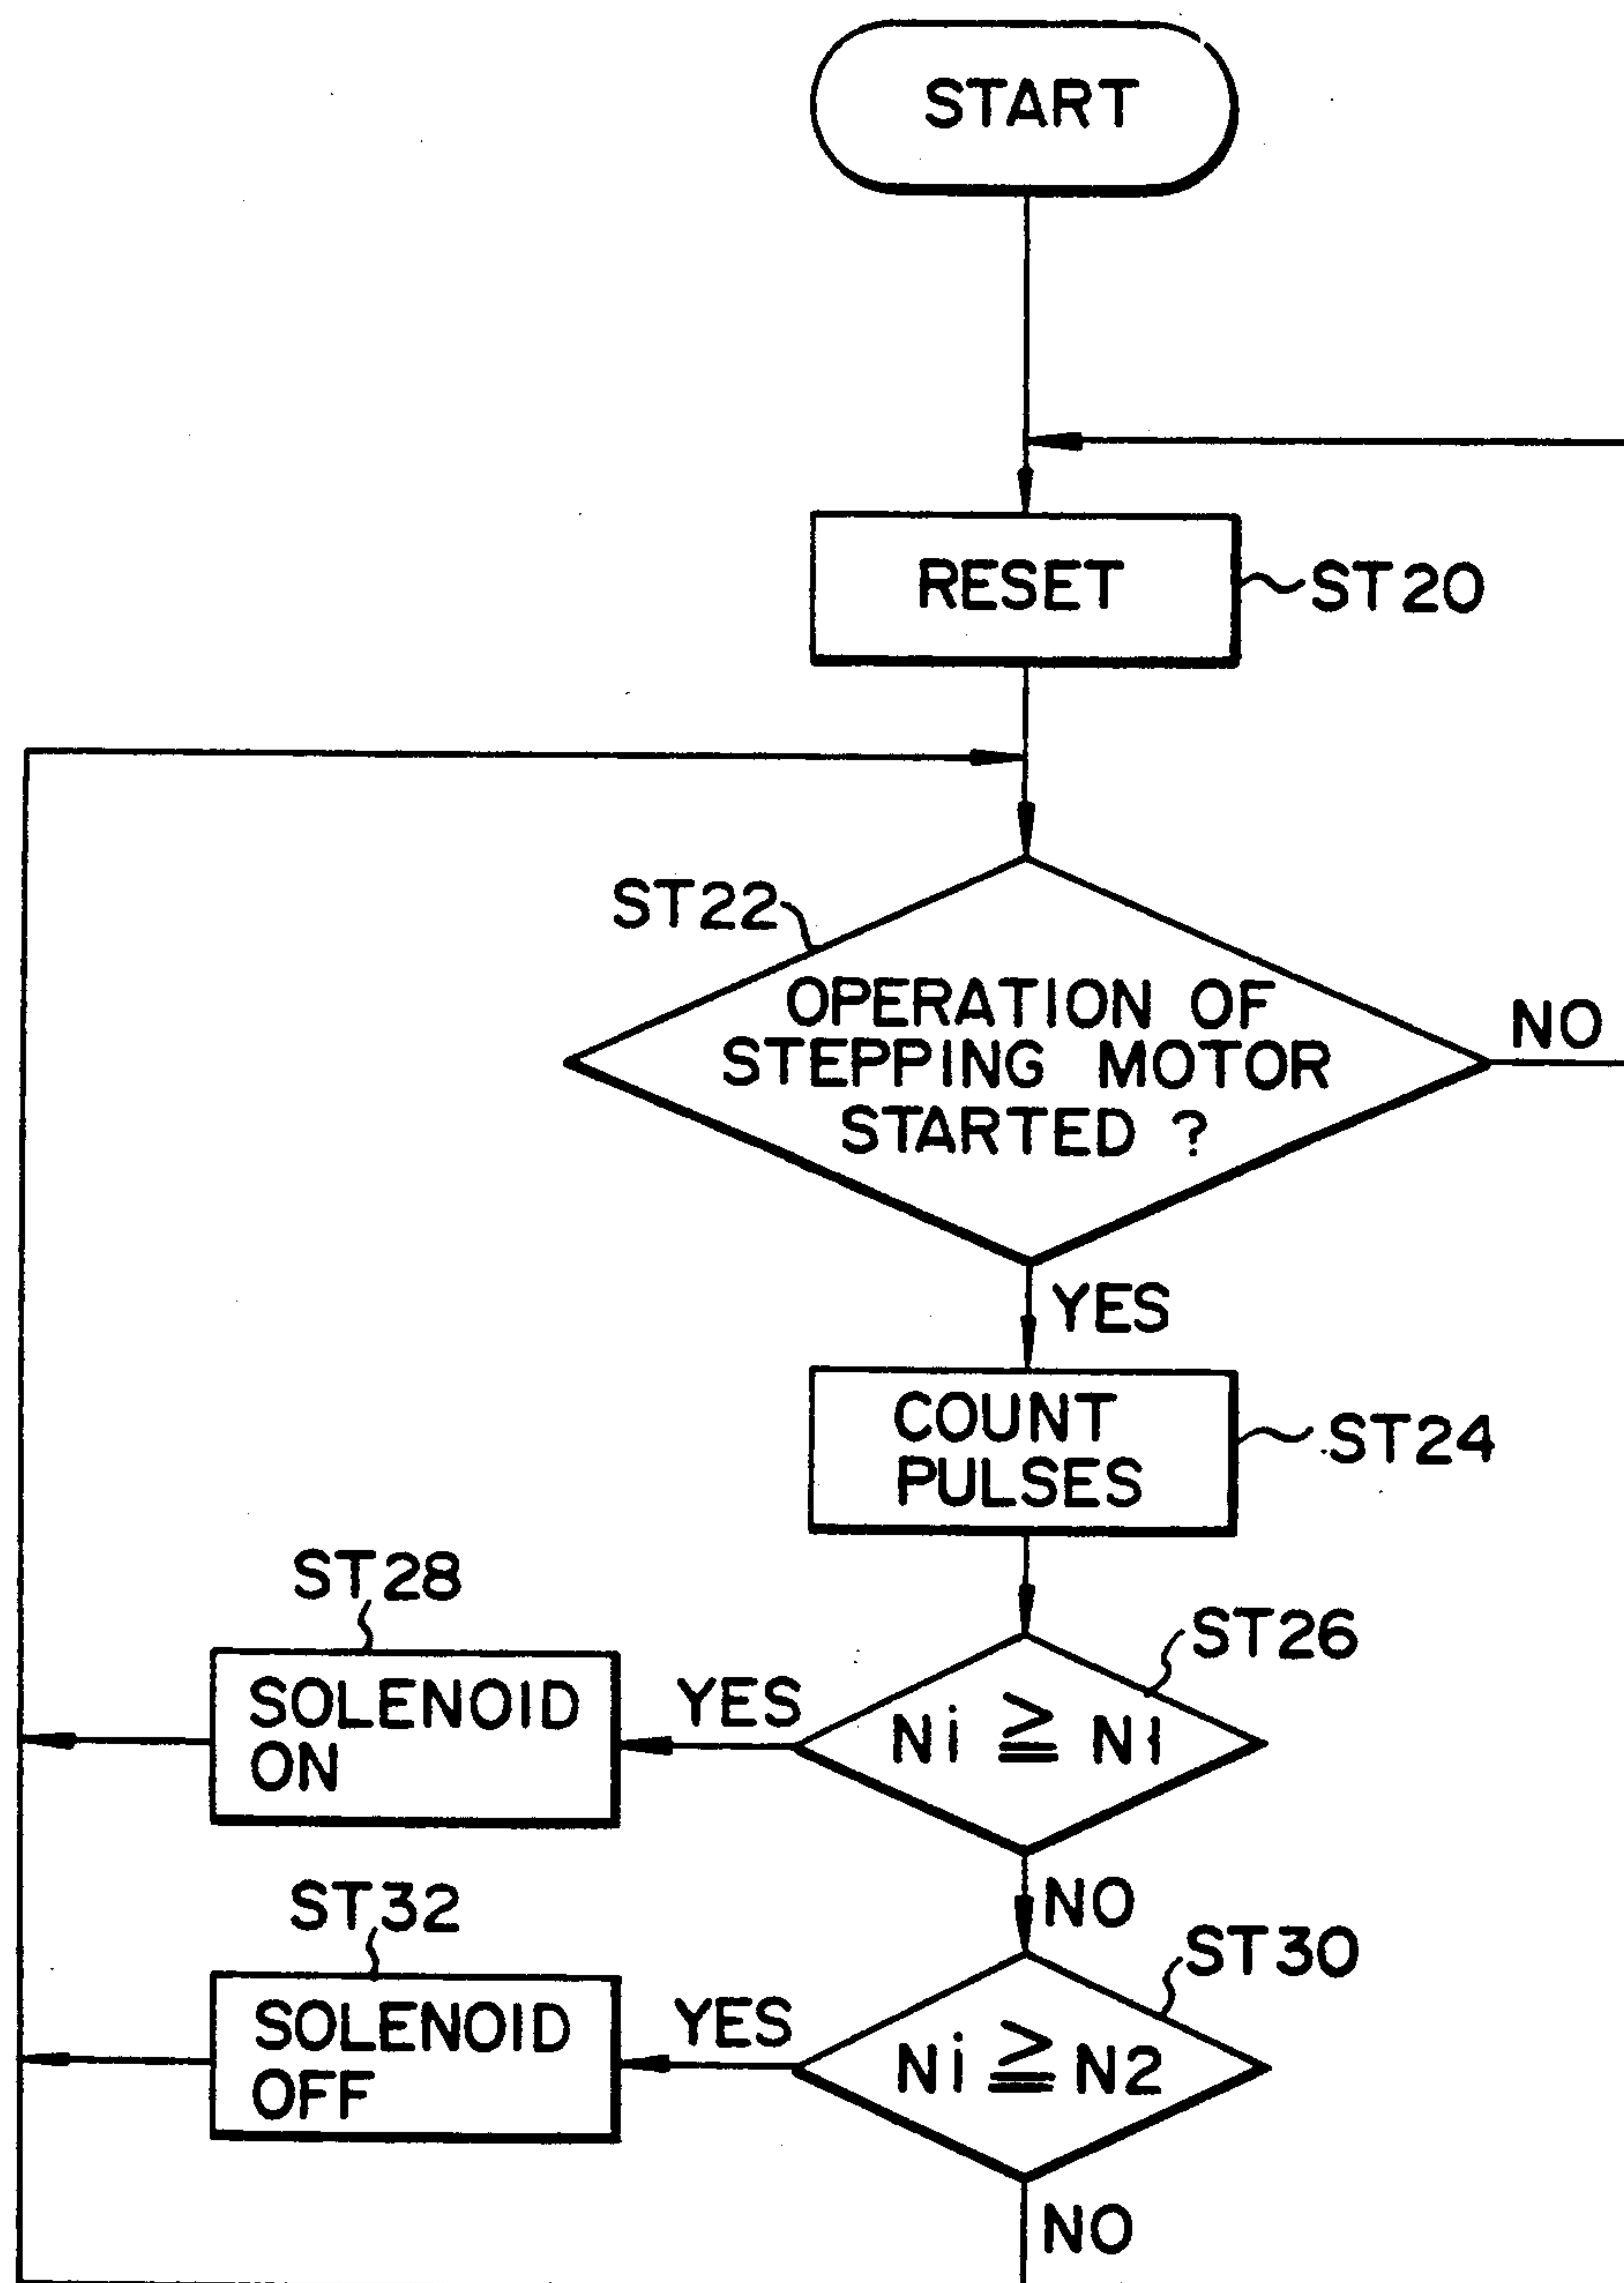 START
RESET
ST20
ST22
OPERATION OF
STEPPING MOTOR
STARTED ?
NO
YES
COUNT
PULSES
ST24
ST28
ST26
SOLENOID
ON
YES
Ni ≧ N1
NO
ST32
ST30
SOLENOID
OFF
YES
Ni ≧ N2
NO